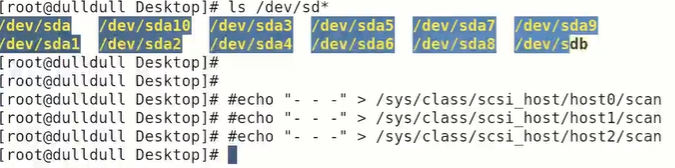 [root@dulldull Desktop]# ls /dev/sd*
/dev/sda   /dev/sda10  /dev/sda3  /dev/sda5  /dev/sda7  /dev/sda9
/dev/sda1  /dev/sda2   /dev/sda4  /dev/sda6  /dev/sda8  /dev/sdb
[root@dulldull Desktop]#
[root@dulldull Desktop]#
[root@dulldull Desktop]# #echo "- - -" > /sys/class/scsi_host/host0/scan
[root@dulldull Desktop]# #echo "- - -" > /sys/class/scsi_host/host1/scan
[root@dulldull Desktop]# #echo "- - -" > /sys/class/scsi_host/host2/scan
[root@dulldull Desktop]#